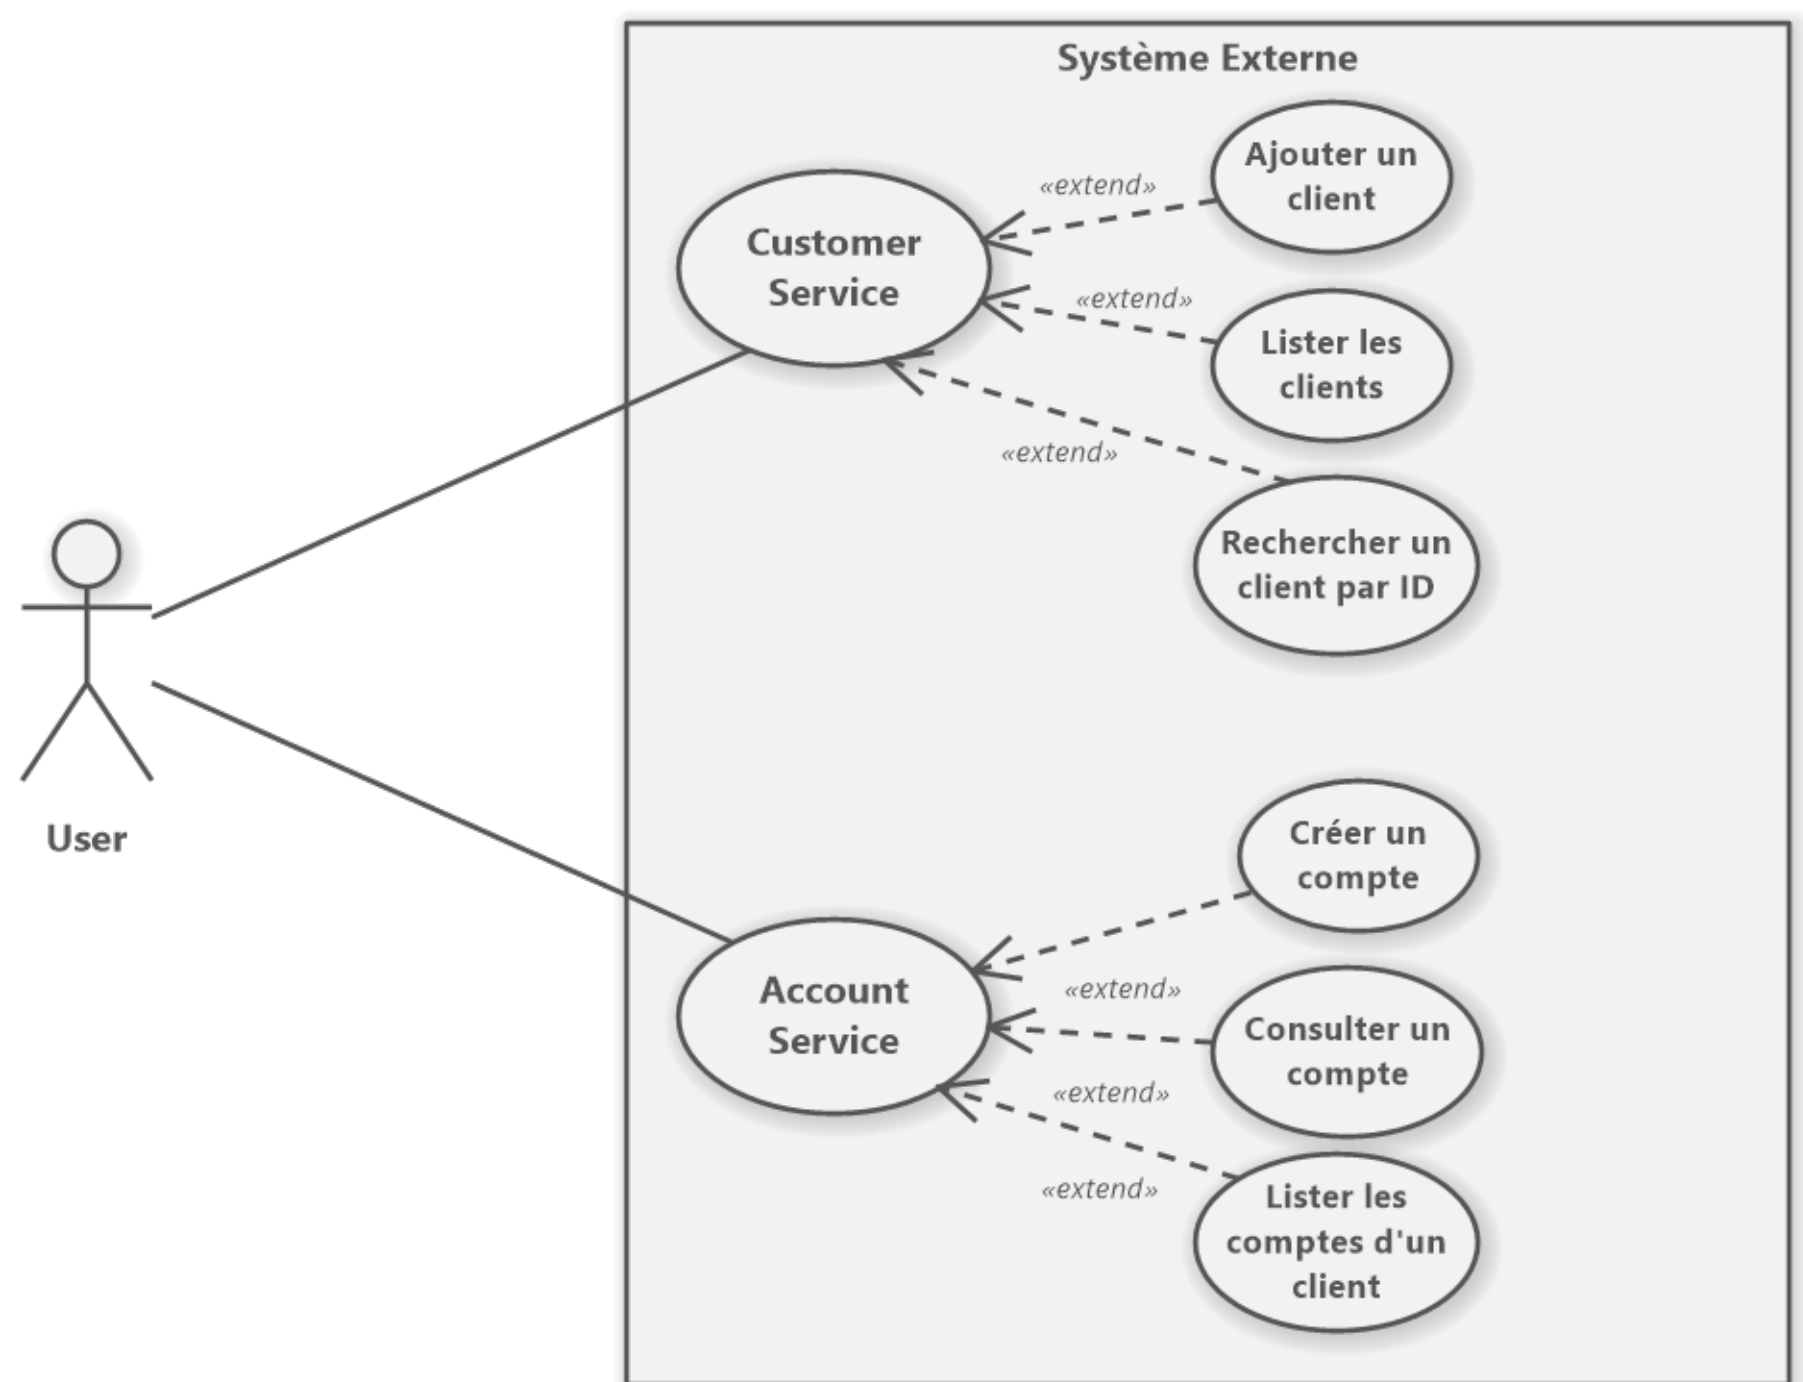 Système Externe
Ajouter un
client
«extend»
Customer
Service
«extend»
Lister les
clients
«extend»
Rechercher un
client par ID
User
Créer un
compte
Account
Service
«extend»
Consulter un
compte
«extend»
«extend»
Lister les
comptes d'un
client